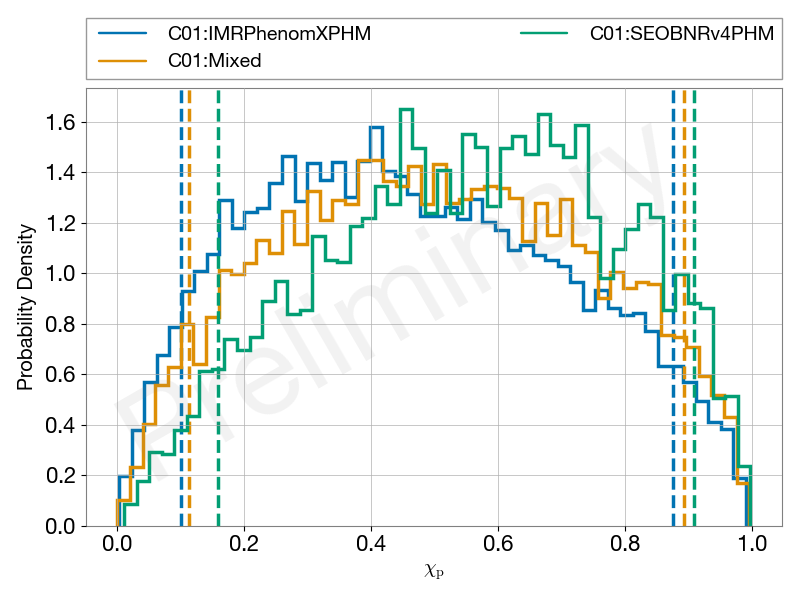 C01:IMRPhenomXPHM
C01:Mixed
C01:SEOBNRv4PHM
Probability Density
1.6
1.4
1.2
1.0
0.8
0.6
0.4
0.2
0.0
0.0 0.2 0.4 0.6 0.8 1.0
χp
Preliminary